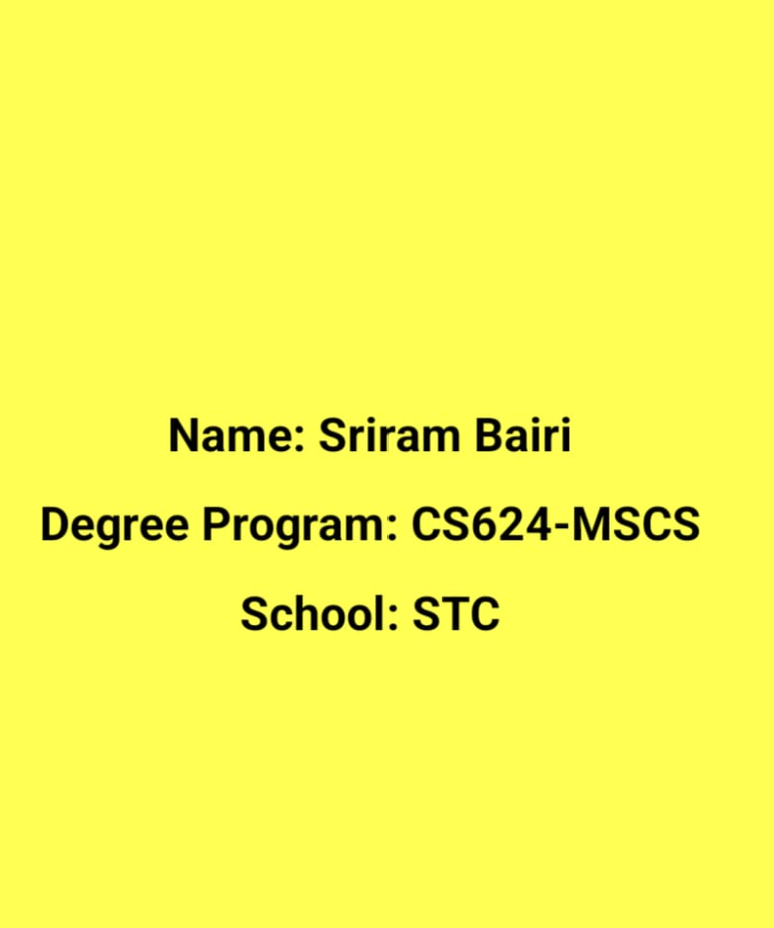 Name: Sriram Bairi
Degree Program: CS624-MSCS
School: STC